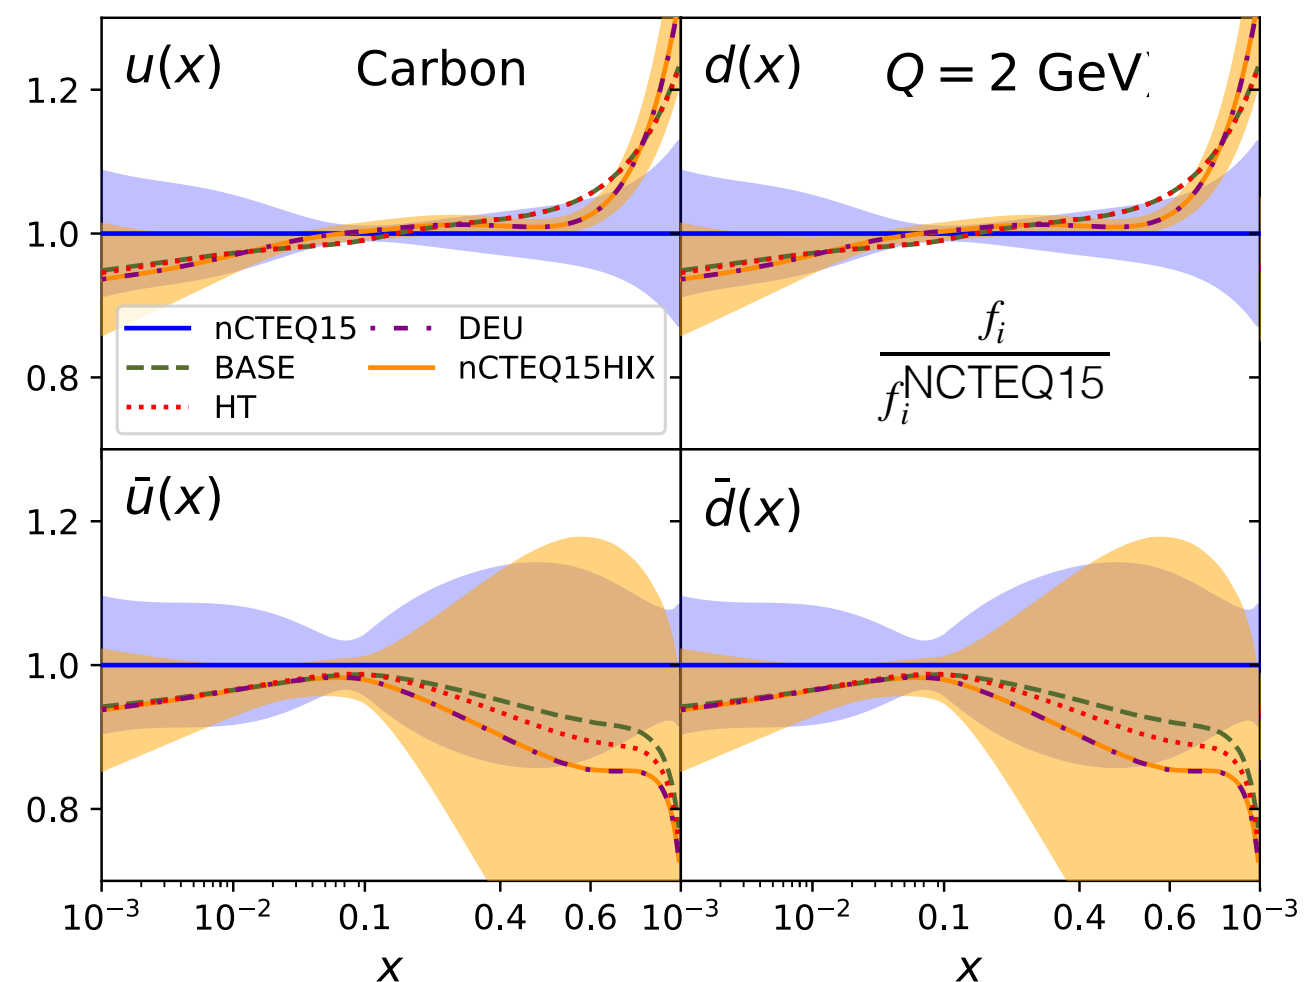 u(x) Carbon
d(x) Q = 2 GeV
1.2
1.0
0.8
nCTEQ15
BASE
HT
DEU
nCTEQ15HIX
f_i
f_i^NCTEQ15
ū(x)
d̄(x)
1.2
1.0
0.8
10⁻³ 10⁻² 0.1 0.4 0.6 10⁻³ 10⁻² 0.1 0.4 0.6 10⁻³
x x